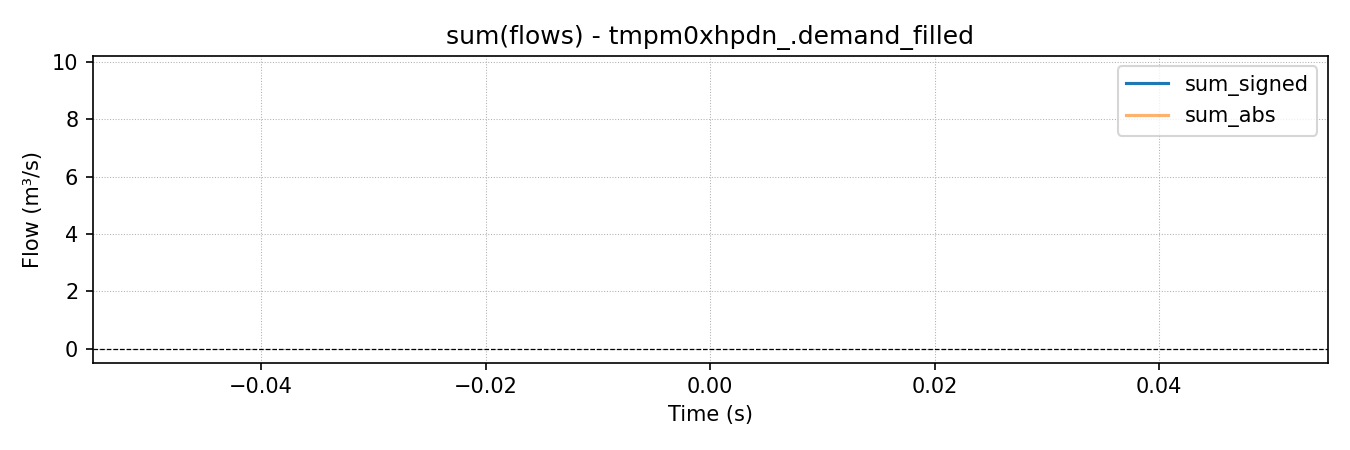 sum(flows) - tmpm0xhpdn_.demand_filled
10
8
6
4
2
0
Flow (m³/s)
sum_signed
sum_abs
−0.04
−0.02
0.00
0.02
0.04
Time (s)